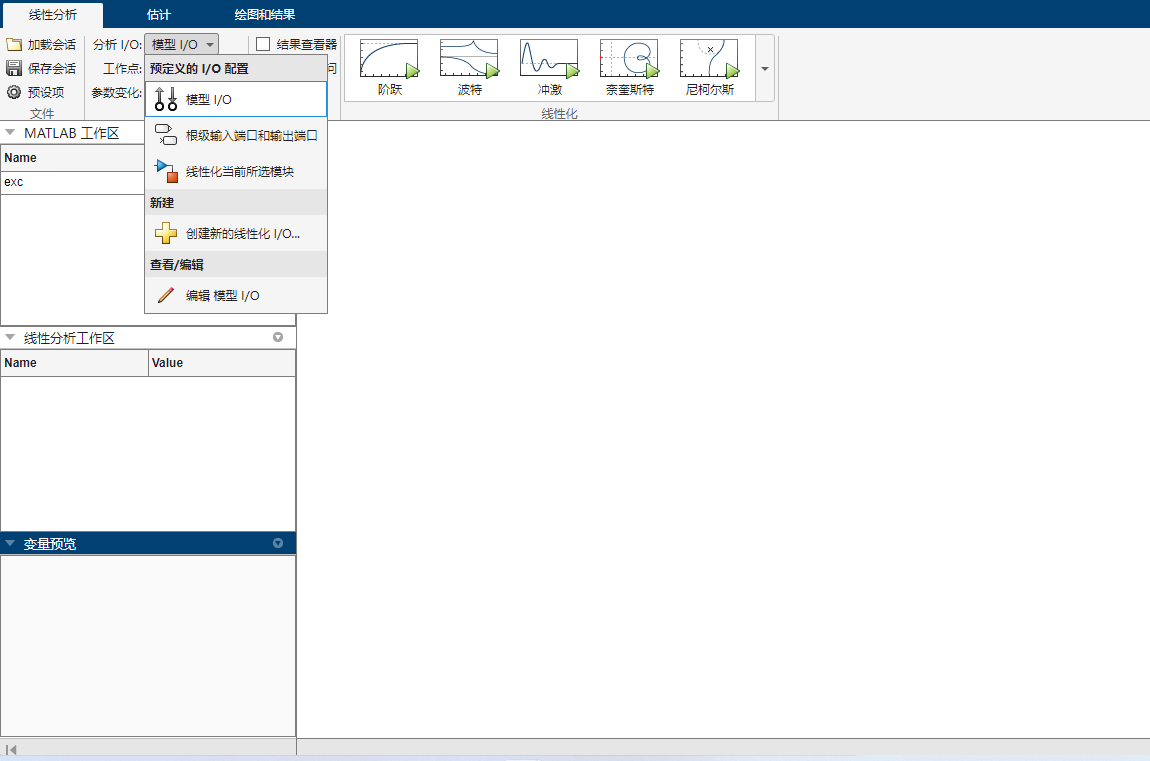 线性分析 估计 绘图和结果
加载会话 分析 I/O: 模型 I/O 结果查看器
保存会话 工作点: 预定义的 I/O 配置 问
预设项 参数变化: 模型 I/O
阶跃 波特 冲激 奈奎斯特 尼柯尔斯
文件 线性化
MATLAB 工作区 根级输入端口和输出端口
Name
线性化当前所选模块
exc
新建
创建新的线性化 I/O...
查看/编辑
编辑 模型 I/O
线性分析工作区
Name Value
变量预览